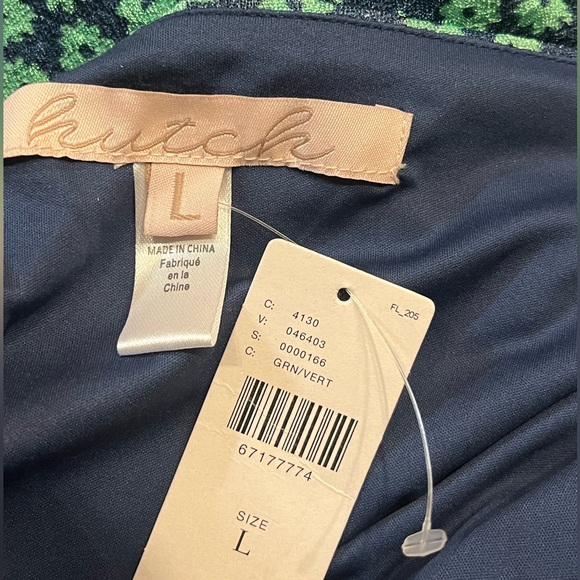 hutch
L
MADE IN CHINA
Fabriqué
en la
Chine
FL_205
C: 4130
V: 046403
S: 0000166
C: GRN/VERT
67177774
SIZE
L